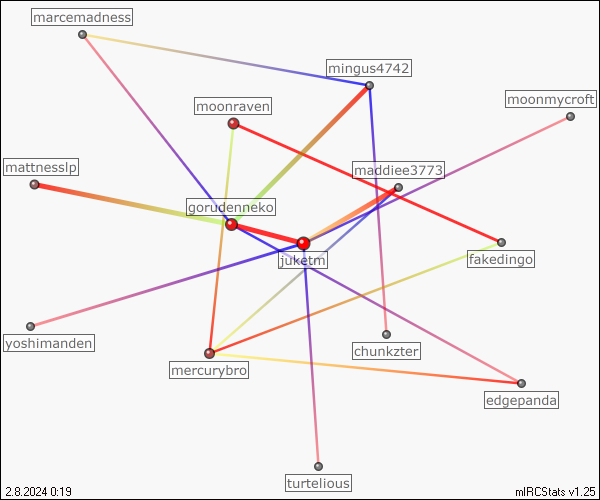 marcemadness
mingus4742
moonmycroft
moonraven
mattnesslp
maddiee3773
gorudenneko
juketm
fakedingo
yoshimanden
chunkzter
mercurybro
edgepanda
turtelious
2.8.2024 0:19
mIRCStats v1.25